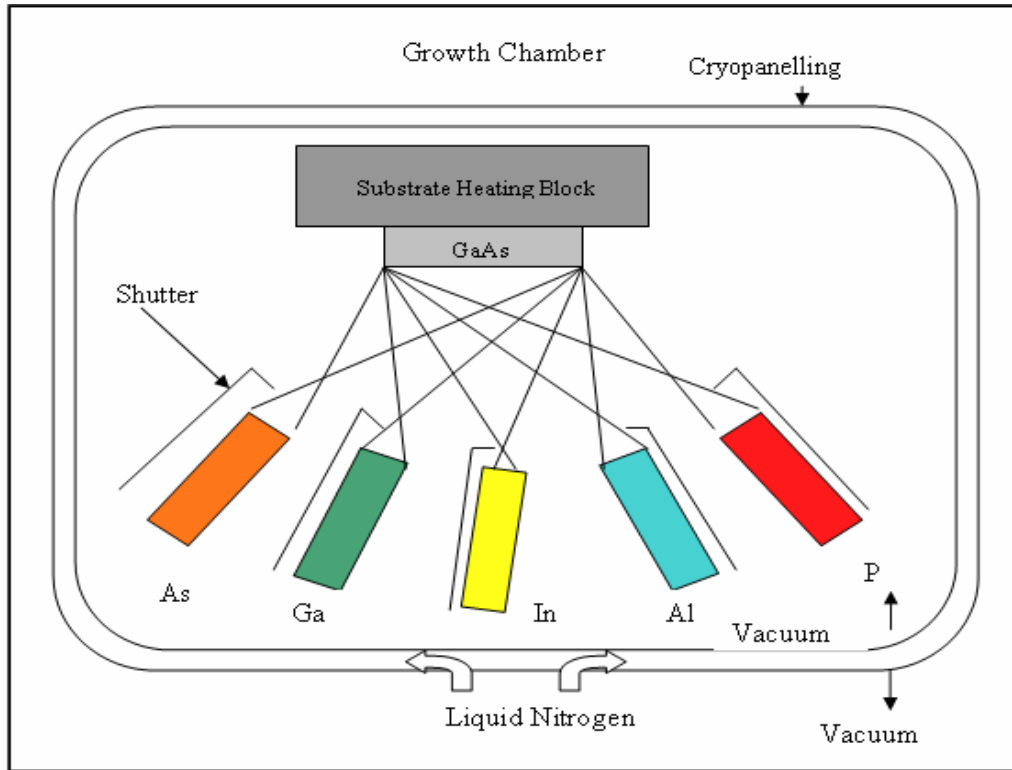 Growth Chamber
Cryopanelling
Substrate Heating Block
GaAs
Shutter
As
Ga
In
Al
P
Vacuum
Liquid Nitrogen
Vacuum